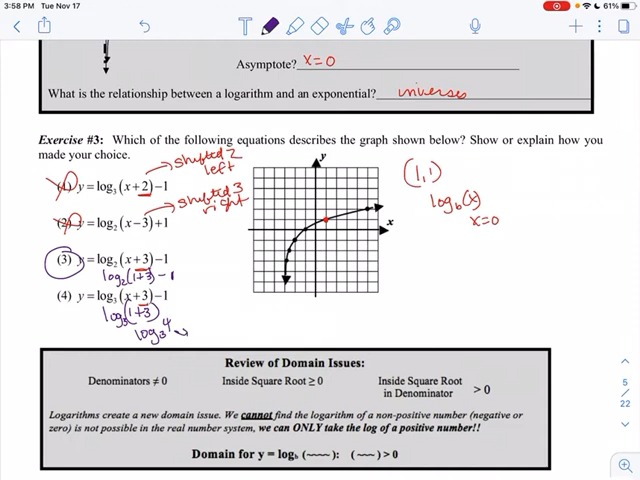 3:58 PM Tue Nov 17
61%
Asymptote? x=0
What is the relationship between a logarithm and an exponential? inverses
Exercise #3: Which of the following equations describes the graph shown below? Show or explain how you
made your choice.
shifted 2
left
(1) y = log₃ (x + 2) − 1
shifted 3
right
(2) y = log₂ (x − 3) + 1
(3) y = log₂ (x + 3) − 1
log₂ (1+3) − 1
(4) y = log₃ (x + 3) − 1
log₃ (1+3)
log₃ 4
y
x
(1,1)
log_b (x)
x=0
Review of Domain Issues:
Denominators ≠ 0 Inside Square Root ≥ 0 Inside Square Root in Denominator > 0
Logarithms create a new domain issue. We cannot find the logarithm of a non-positive number (negative or
zero) is not possible in the real number system, we can ONLY take the log of a positive number!!
Domain for y = log_b (~~~~): (~~~) > 0
5
/
22